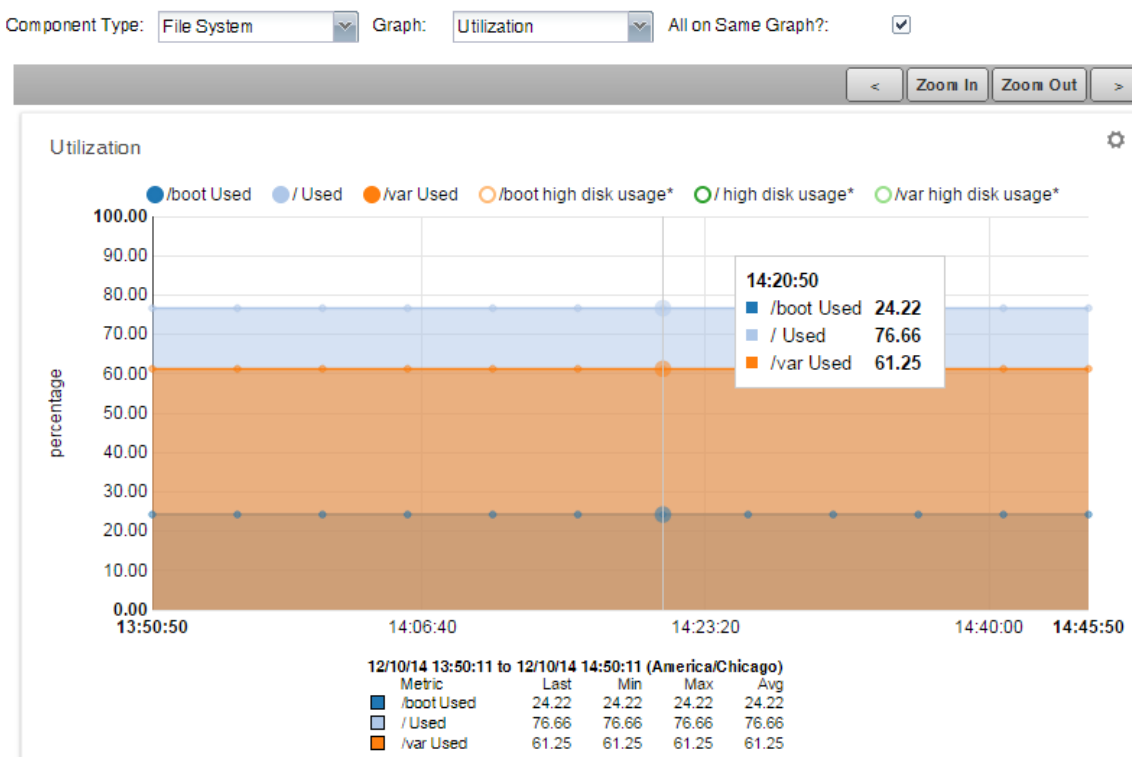 Component Type: File System Graph: Utilization All on Same Graph?:
< Zoom In Zoom Out >
Utilization
/boot Used / Used /var Used /boot high disk usage* / high disk usage* /var high disk usage*
100.00
90.00
80.00
70.00
60.00
50.00
40.00
30.00
20.00
10.00
0.00
percentage
14:20:50
/boot Used 24.22
/ Used 76.66
/var Used 61.25
13:50:50 14:06:40 14:23:20 14:40:00 14:45:50
12/10/14 13:50:11 to 12/10/14 14:50:11 (America/Chicago)
Metric Last Min Max Avg
/boot Used 24.22 24.22 24.22 24.22
/ Used 76.66 76.66 76.66 76.66
/var Used 61.25 61.25 61.25 61.25